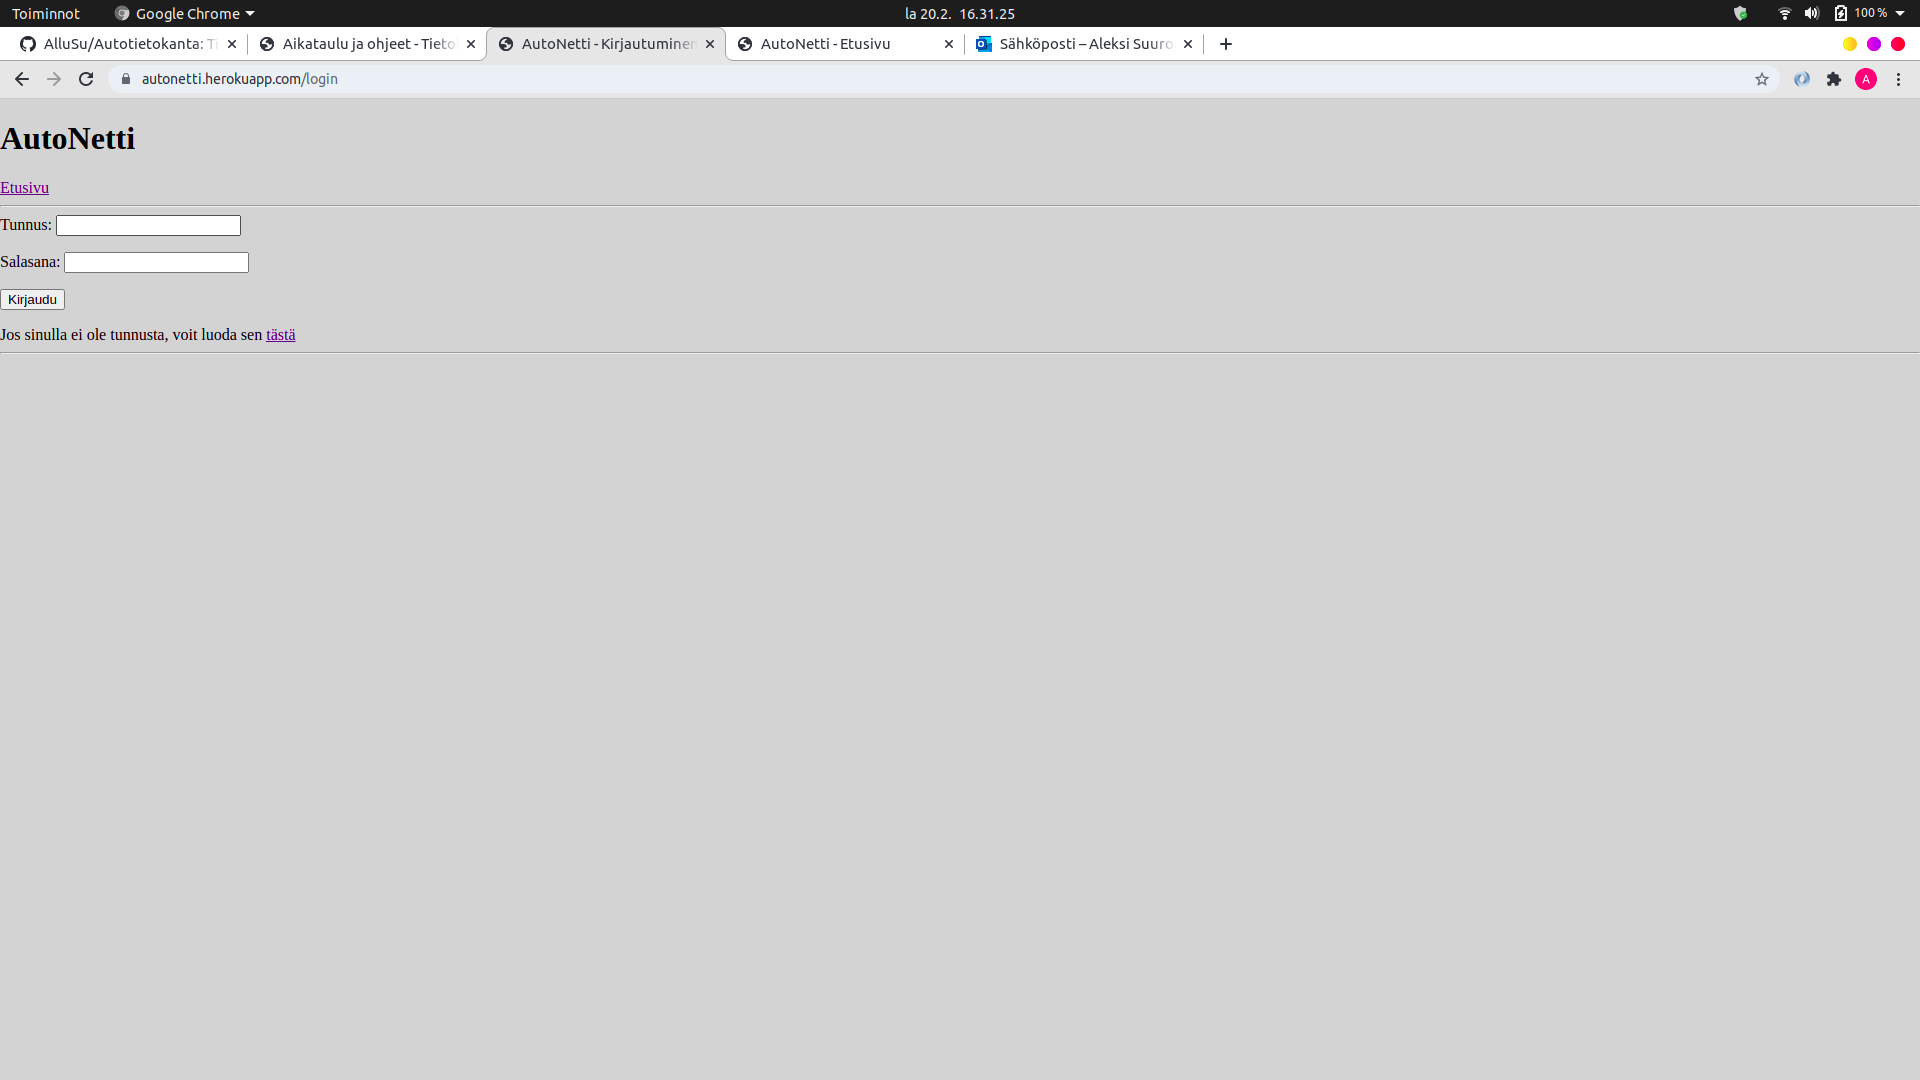 Toiminnot Google Chrome la 20.2. 16.31.25 100 %
AlluSu/Autotietokanta: Ti Aikataulu ja ohjeet - Tieto AutoNetti - Kirjautuminen AutoNetti - Etusivu Sähköposti – Aleksi Suuro
autonetti.herokuapp.com/login A
AutoNetti
Etusivu
Tunnus:
Salasana:
Kirjaudu
Jos sinulla ei ole tunnusta, voit luoda sen tästä